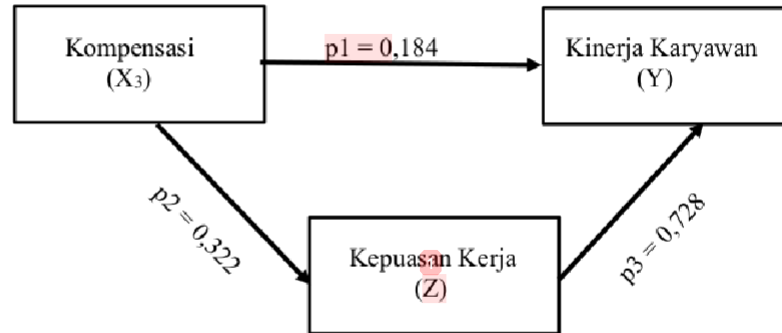 Kompensasi
(X₃)
p1 = 0,184
Kinerja Karyawan
(Y)
p2 = 0,322
Kepuasan Kerja
(Z)
p3 = 0,728